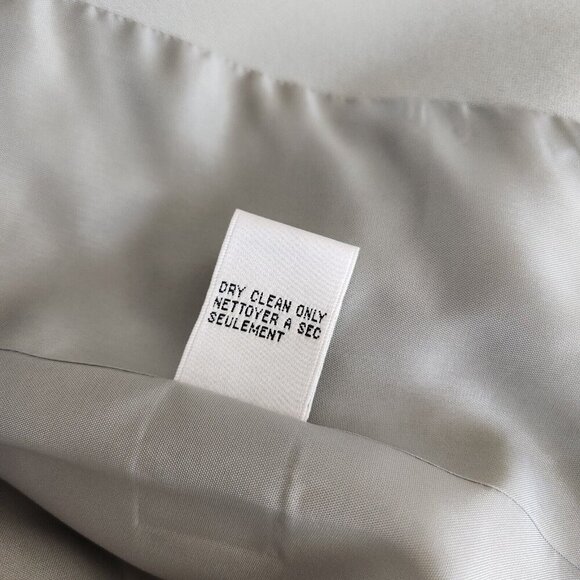 DRY CLEAN ONLY
NETTOYER A SEC
SEULEMENT